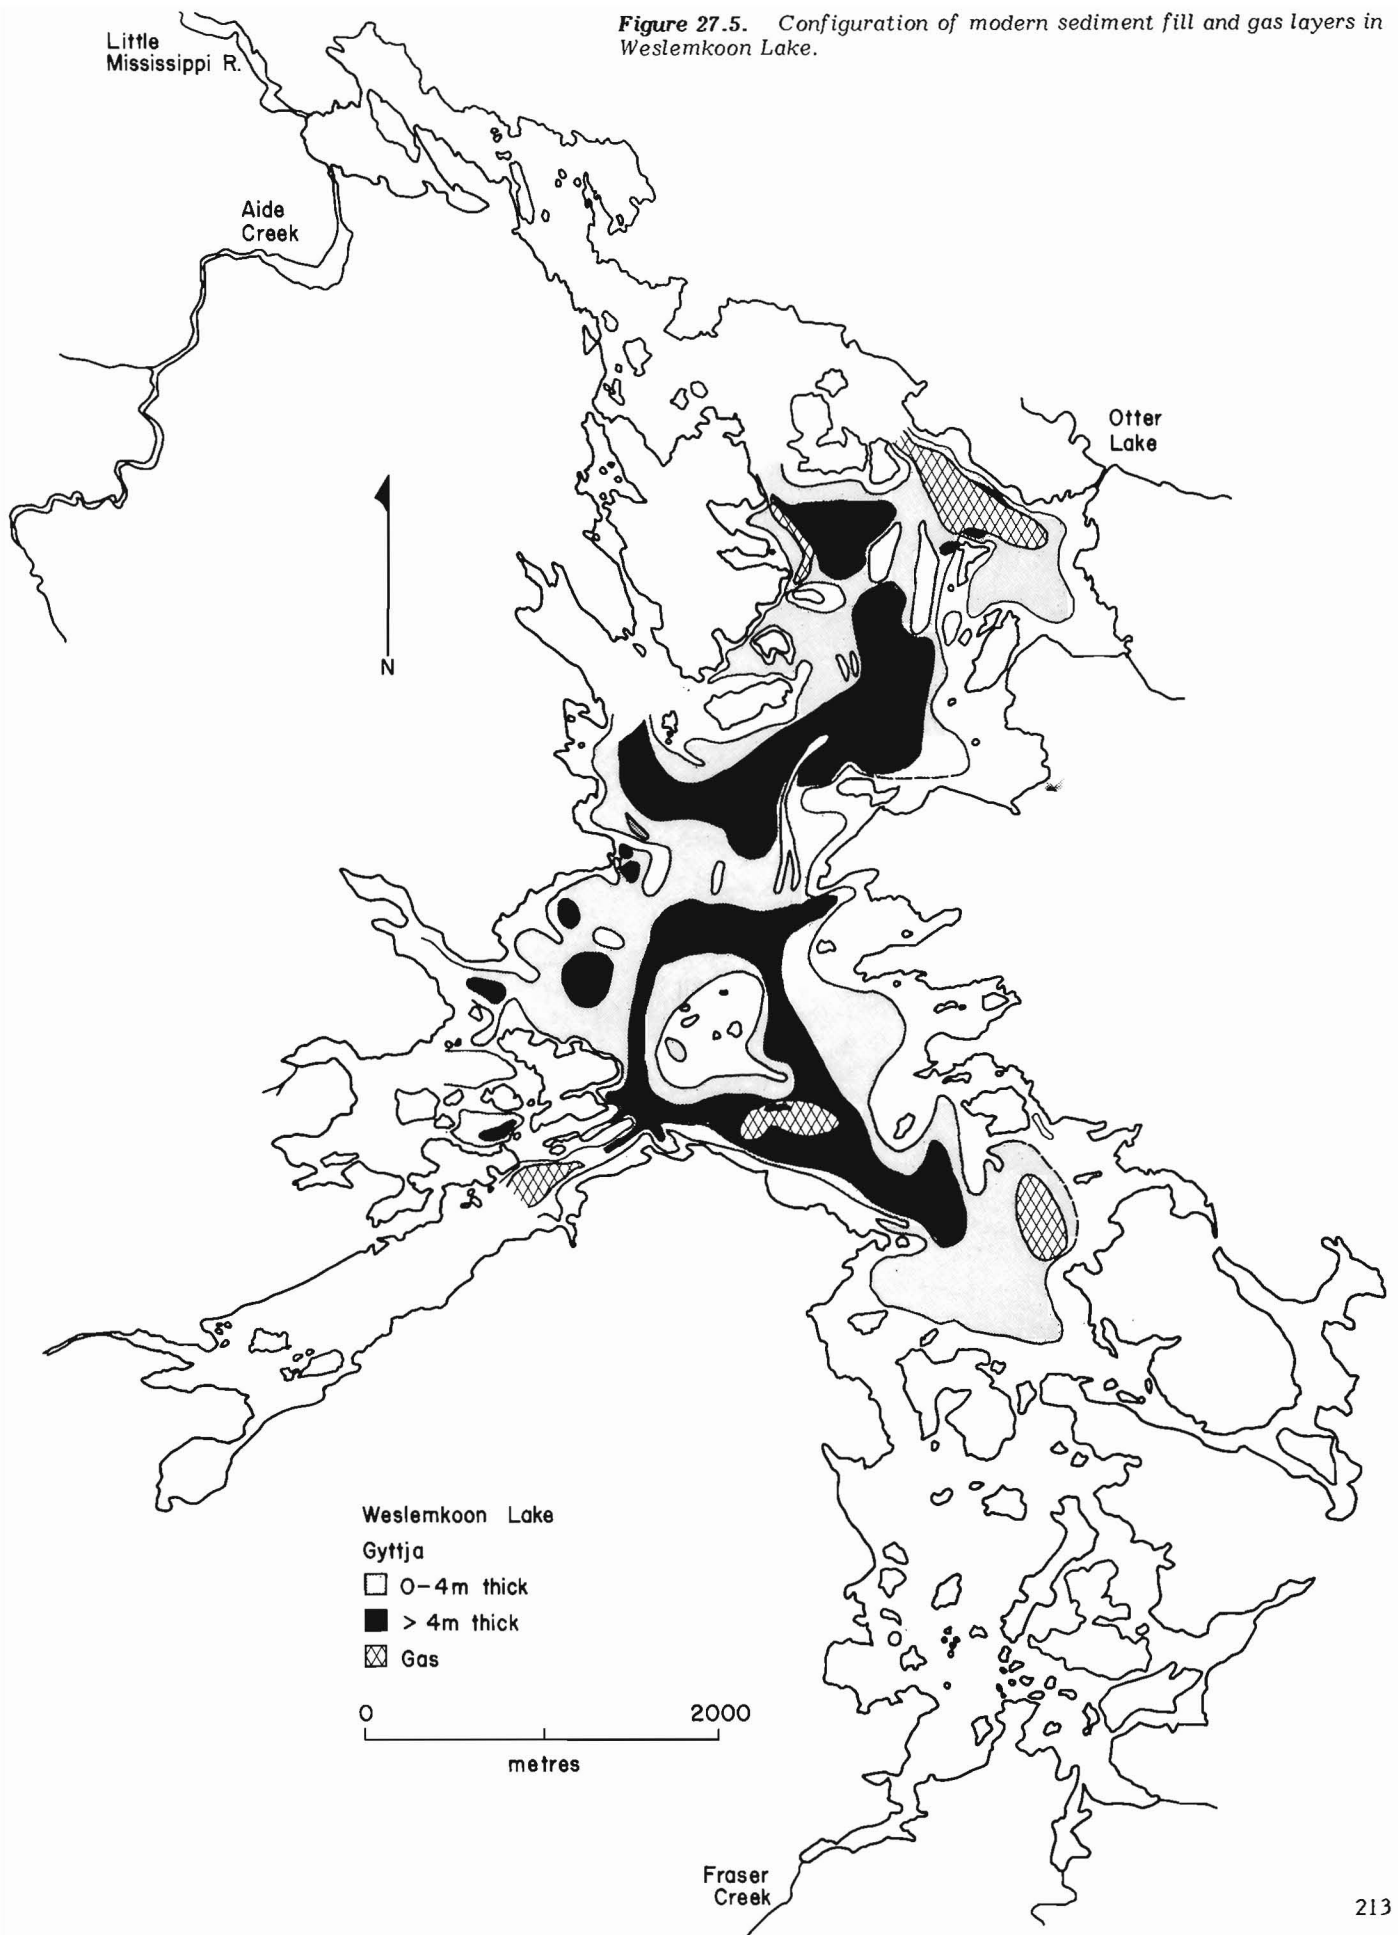 Figure 27.5. Configuration of modern sediment fill and gas layers in
Weslemkoon Lake.
Little
Mississippi R.
Aide
Creek
Otter
Lake
N
Weslemkoon Lake
Gyttja
0-4m thick
> 4m thick
Gas
0 2000
metres
Fraser
Creek
213